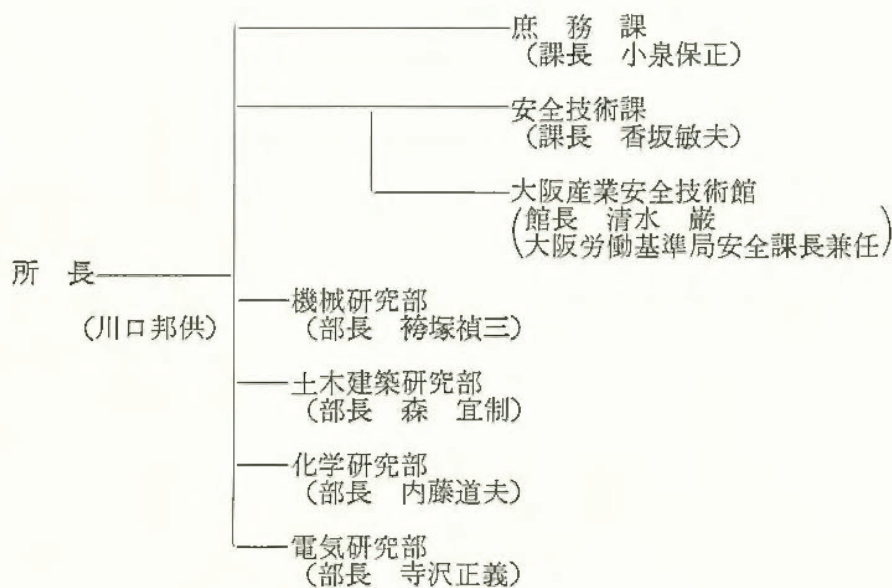 庶務課
(課長 小泉保正)
安全技術課
(課長 香坂敏夫)
大阪産業安全技術館
(館長 清水 巌
大阪労働基準局安全課長兼任)
所長
(川口邦供)
機械研究部
(部長 袴塚禎三)
土木建築研究部
(部長 森 宜制)
化学研究部
(部長 内藤道夫)
電気研究部
(部長 寺沢正義)